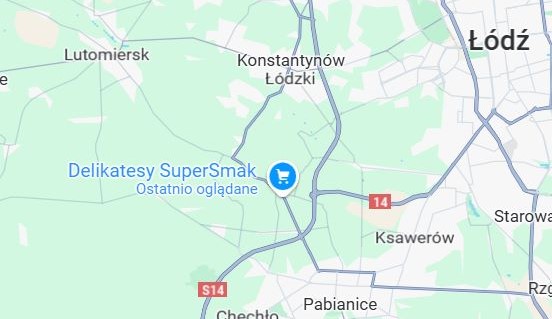 Łódź
Lutomiersk
Konstantynów
Łódzki
Delikatesy SuperSmak
Ostatnio oglądane
14
Starowa
Ksawerów
S14
Rzg
Pabianice
Chechło